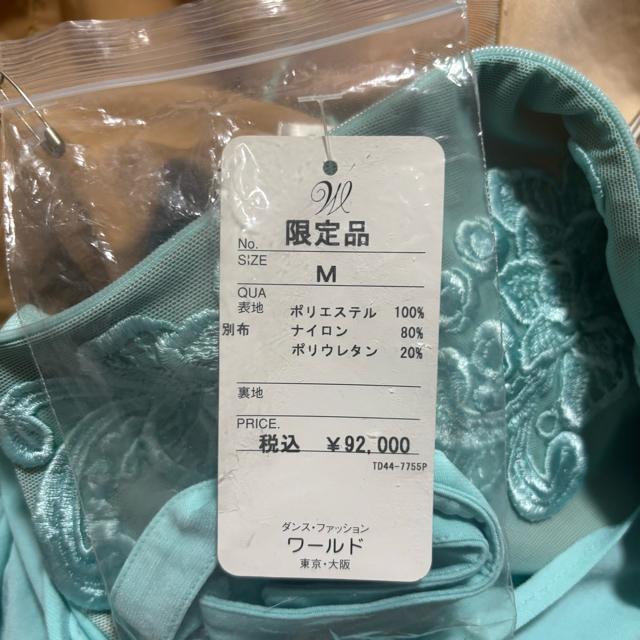 W
No. 限定品
SIZE M
QUA
表地 ポリエステル 100%
別布 ナイロン 80%
ポリウレタン 20%
裏地
PRICE. 税込 ¥92,000
TD44-7755P
ダンス・ファッション
ワールド
東京・大阪